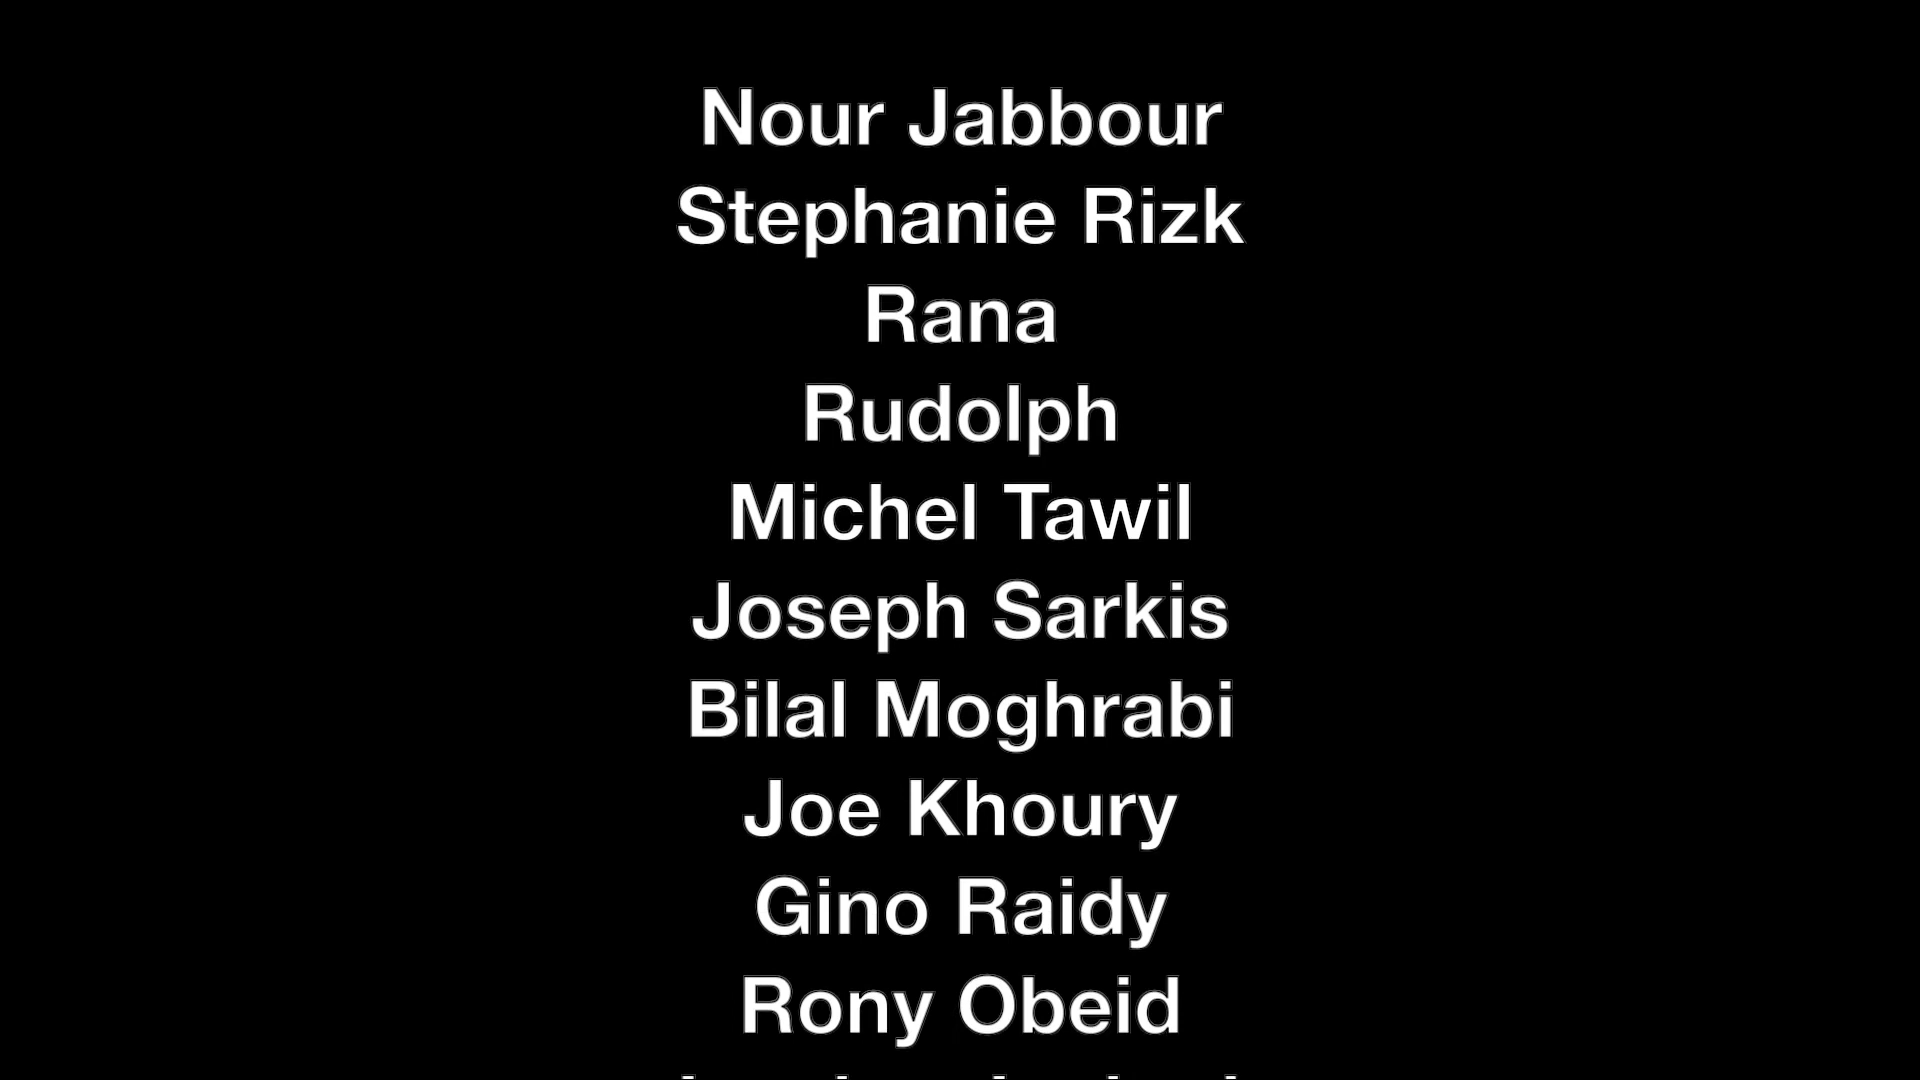 Nour Jabbour
Stephanie Rizk
Rana
Rudolph
Michel Tawil
Joseph Sarkis
Bilal Moghrabi
Joe Khoury
Gino Raidy
Rony Obeid